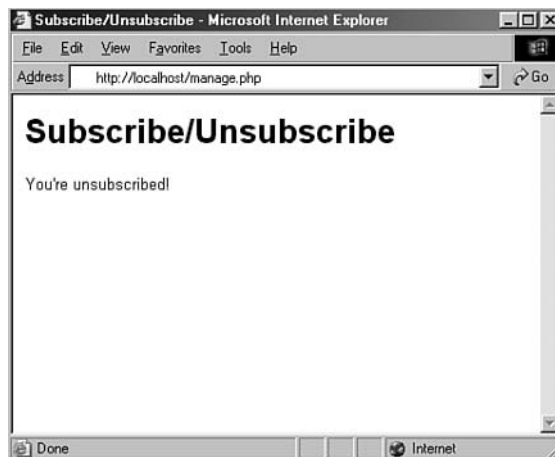 Subscribe/Unsubscribe - Microsoft Internet Explorer
File Edit View Favorites Tools Help
Address http://localhost/manage.php Go
Subscribe/Unsubscribe
You're unsubscribed!
Done Internet